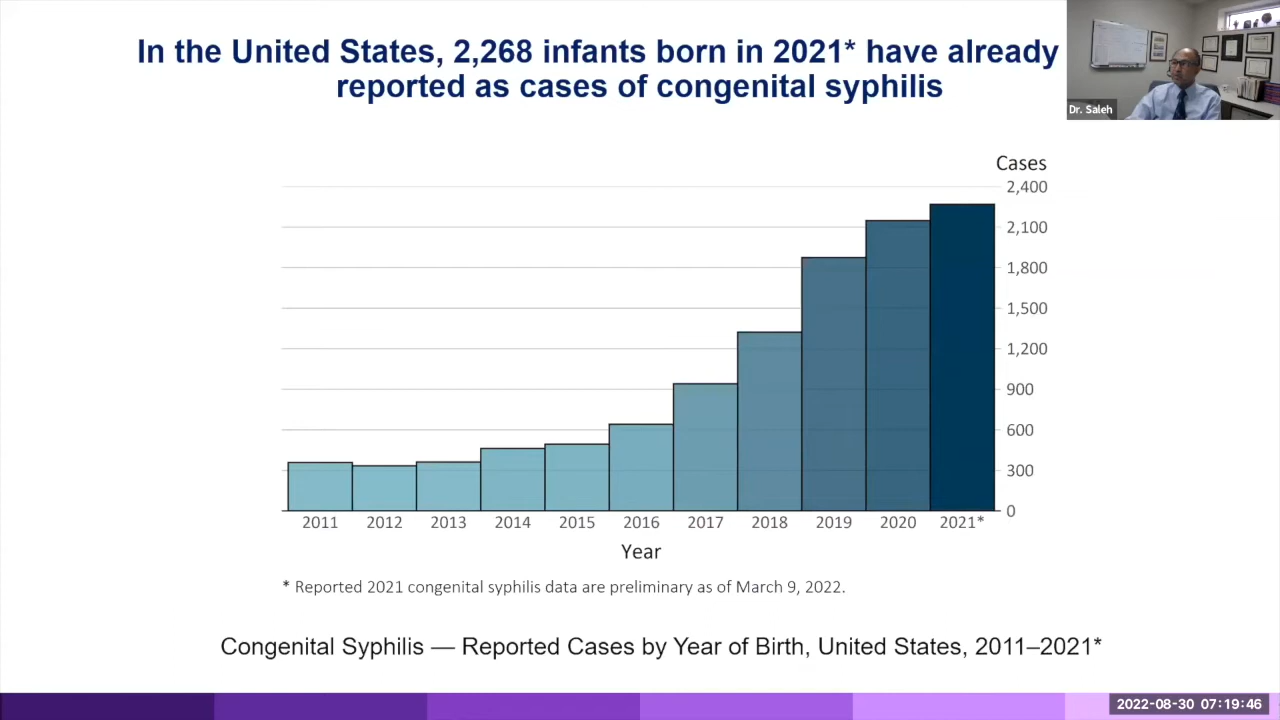 In the United States, 2,268 infants born in 2021* have already
reported as cases of congenital syphilis
Dr. Saleh
Cases
2,400
2,100
1,800
1,500
1,200
900
600
300
0
2011 2012 2013 2014 2015 2016 2017 2018 2019 2020 2021*
Year
* Reported 2021 congenital syphilis data are preliminary as of March 9, 2022.
Congenital Syphilis — Reported Cases by Year of Birth, United States, 2011–2021*
2022-08-30 07:19:46